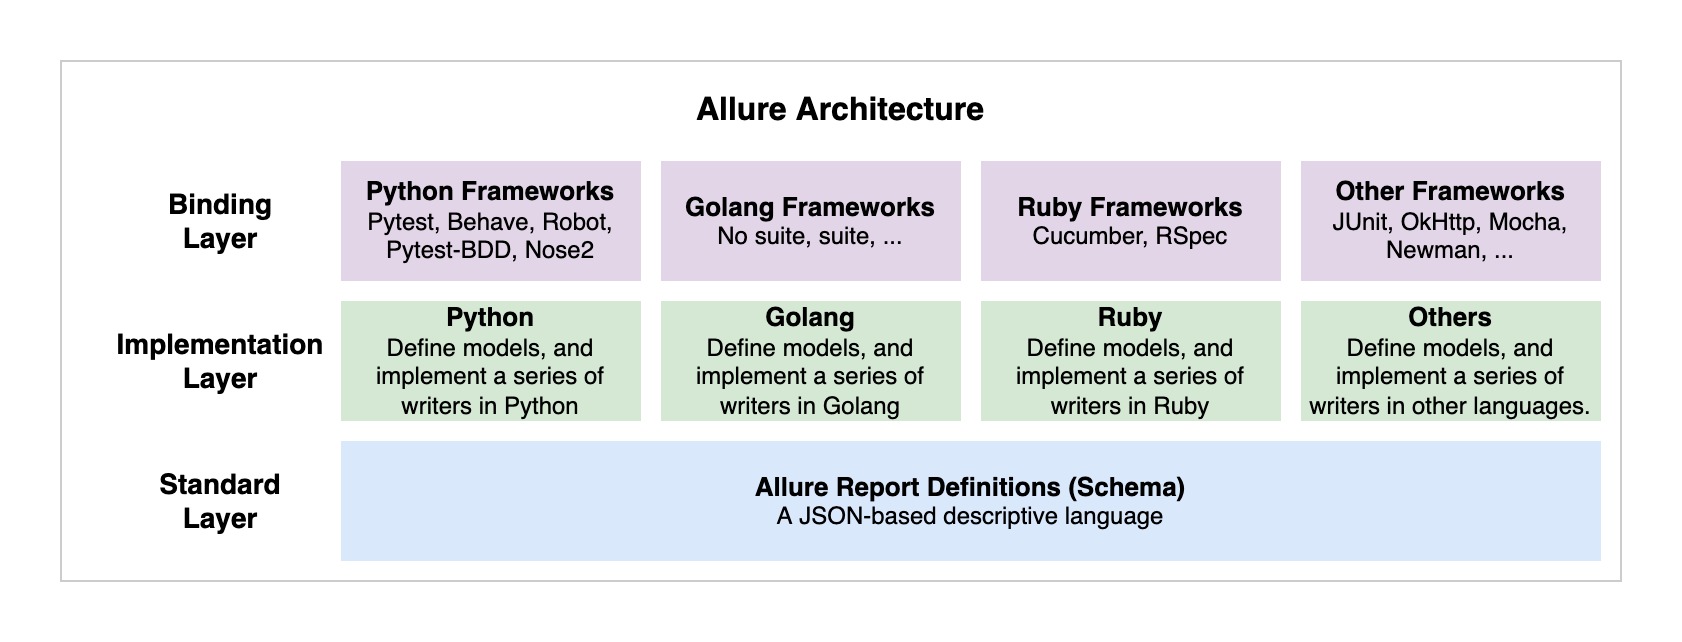 Allure Architecture
Binding
Layer
Python Frameworks
Pytest, Behave, Robot,
Pytest-BDD, Nose2
Golang Frameworks
No suite, suite, ...
Ruby Frameworks
Cucumber, RSpec
Other Frameworks
JUnit, OkHttp, Mocha,
Newman, ...
Implementation
Layer
Python
Define models, and
implement a series of
writers in Python
Golang
Define models, and
implement a series of
writers in Golang
Ruby
Define models, and
implement a series of
writers in Ruby
Others
Define models, and
implement a series of
writers in other languages.
Standard
Layer
Allure Report Definitions (Schema)
A JSON-based descriptive language